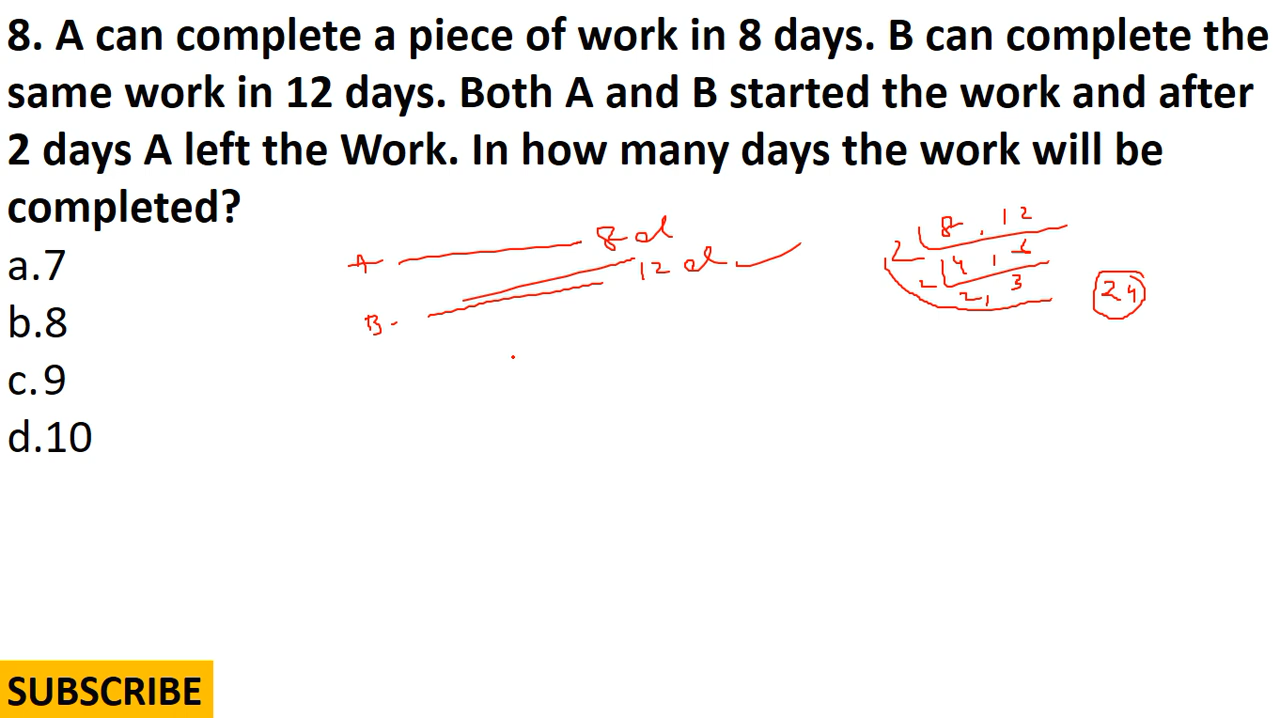 8. A can complete a piece of work in 8 days. B can complete the
same work in 12 days. Both A and B started the work and after
2 days A left the Work. In how many days the work will be
completed?
a.7
b.8
c.9
d.10
A 8 d
B- 12 d
2 8, 12
2 4, 6
2, 3
24
SUBSCRIBE